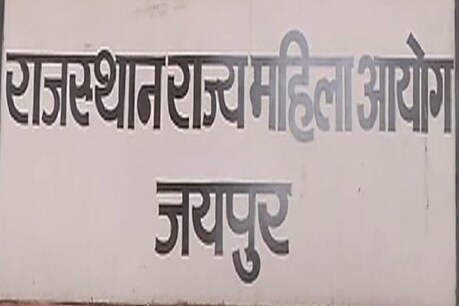 राजस्थान राज्य महिला आयोग
जयपुर